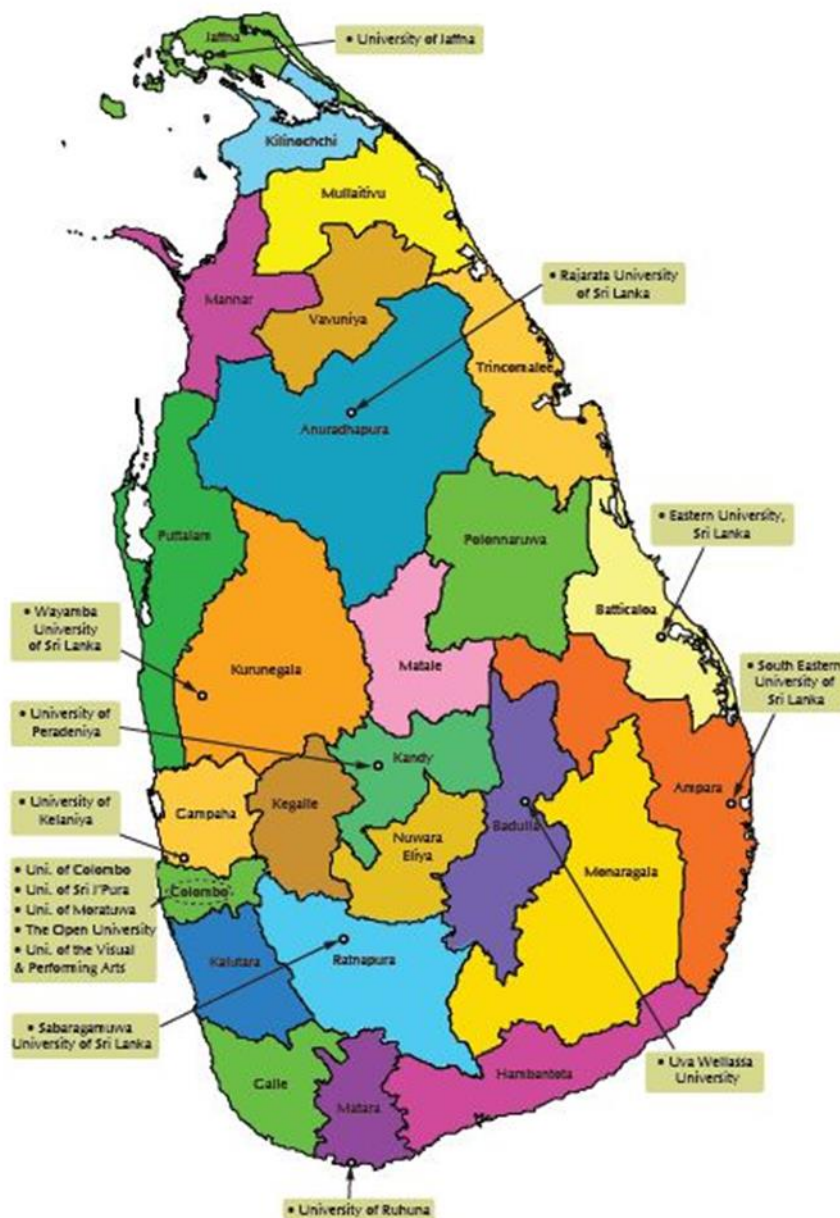 Jaffna
• University of Jaffna
Kilinochchi
Mullaitivu
• Rajarata University
of Sri Lanka
Mannar
Vavuniya
Trincomalee
Anuradhapura
• Eastern University,
Sri Lanka
Puttalam
Polonnaruwa
• Wayamba
University
of Sri Lanka
Batticaloa
Kurunegala
Matale
• South Eastern
University of
Sri Lanka
• University of
Peradeniya
Kandy
Ampara
• University of
Kelaniya
Gampaha
Kegalle
Nuwara
Eliya
Badulla
Monaragala
• Uni. of Colombo
• Uni. of Sri J'Pura
• Uni. of Moratuwa
• The Open University
• Uni. of the Visual
& Performing Arts
Colombo
Kalutara
Ratnapura
• Sabaragamuwa
University of Sri Lanka
• Uva Wellassa
University
Galle
Matara
Hambantota
• University of Ruhuna